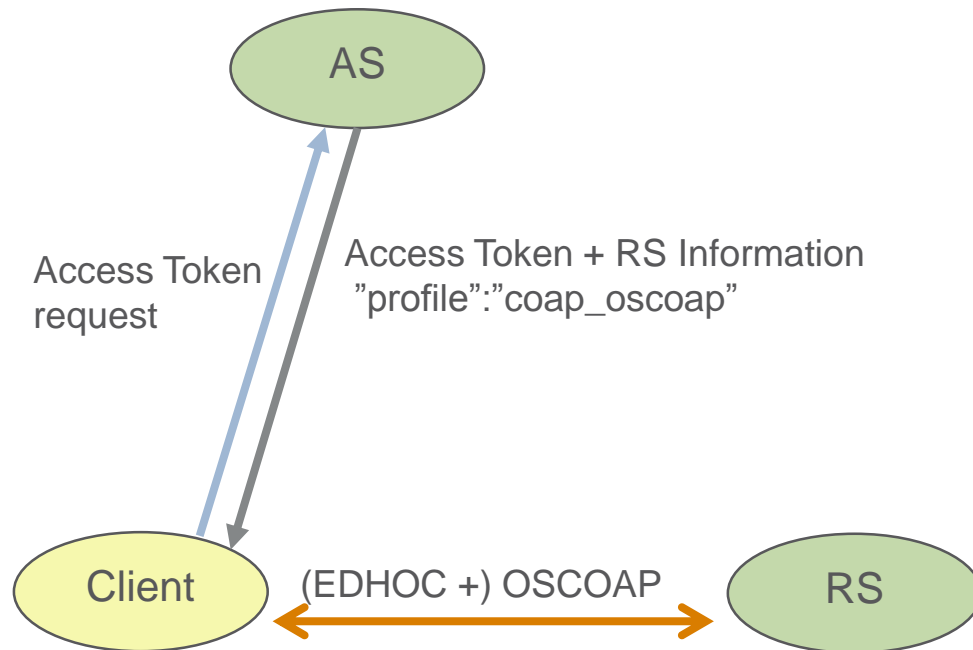 AS
Access Token
request
Access Token + RS Information
”profile”:”coap_oscoap”
Client
(EDHOC +) OSCOAP
RS